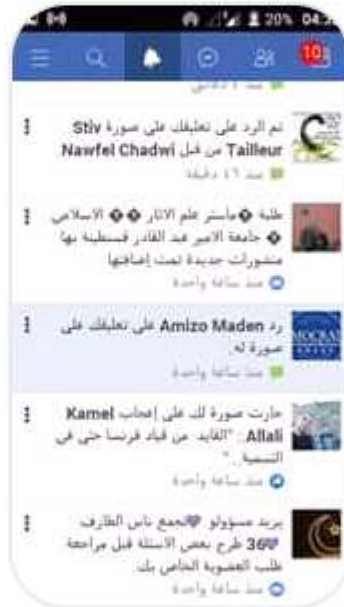 20% 04:3
10
تم الرد على تعليقك على صورة Stiv
Tailleur من قبل Nawfel Chadwi
منذ ٤٦ دقيقة
طلبة �ماستر علم الاثار �� الاسلامي
� جامعة الامير عبد القادر قسنطينة بها
منشورات جديدة تمت إضافتها
منذ ساعة واحدة
رد Amizo Maden على تعليقك على
صورة له.
منذ ساعة واحدة
حازت صورة لك على إعجاب Kamel
Allali: "القايد من قياد فرنسا حتى في
التسمية.."
منذ ساعة واحدة
يريد مسؤولو 💜تجمع ناس الطارف
💜36 طرح بعض الاسئلة قبل مراجعة
طلب العضوية الخاص بك.
منذ ساعة واحدة